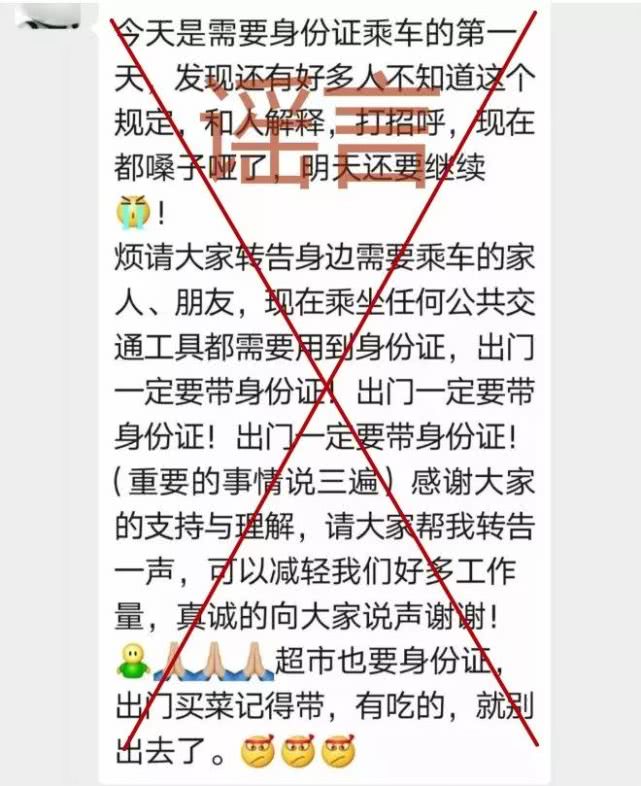 今天是需要身份证乘车的第一
天，发现还有好多人不知道这个
规定，和人解释，打招呼，现在
都嗓子哑了，明天还要继续
！
谣言
烦请大家转告身边需要乘车的家
人、朋友，现在乘坐任何公共交
通工具都需要用到身份证，出门
一定要带身份证！出门一定要带
身份证！出门一定要带身份证！
（重要的事情说三遍）感谢大家
的支持与理解，请大家帮我转告
一声，可以减轻我们好多工作
量，真诚的向大家说声谢谢！
超市也要身份证，
出门买菜记得带，有吃的，就别
出去了。